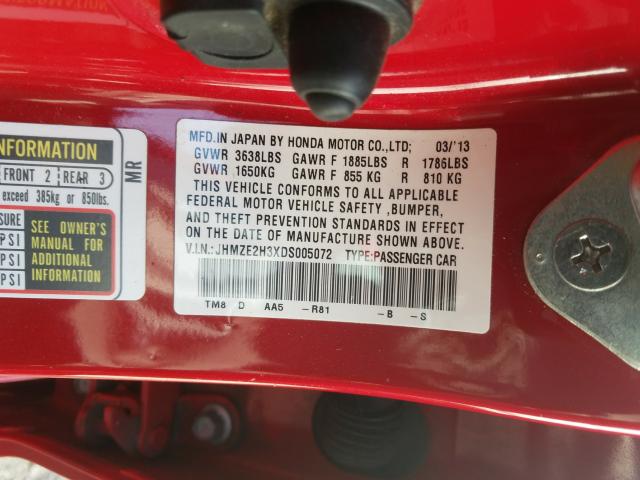 MFD.IN JAPAN BY HONDA MOTOR CO.,LTD; 03/'13
GVWR 3638LBS GAWR F 1885LBS R 1786LBS
GVWR 1650KG GAWR F 855 KG R 810 KG
THIS VEHICLE CONFORMS TO ALL APPLICABLE
FEDERAL MOTOR VEHICLE SAFETY ,BUMPER,
AND THEFT PREVENTION STANDARDS IN EFFECT
ON THE DATE OF MANUFACTURE SHOWN ABOVE.
V.I.N.: JHMZE2H3XDS005072 TYPE:PASSENGER CAR
TM8 D AA5 -R81 -B -S
INFORMATION
FRONT 2 REAR 3
exceed 385kg or 850lbs.
MR
SURE
PSI
PSI
PSI
SEE OWNER'S
MANUAL FOR
ADDITIONAL
INFORMATION